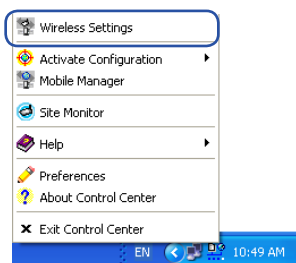 Wireless Settings
Activate Configuration
Mobile Manager
Site Monitor
Help
Preferences
About Control Center
Exit Control Center
EN 10:49 AM